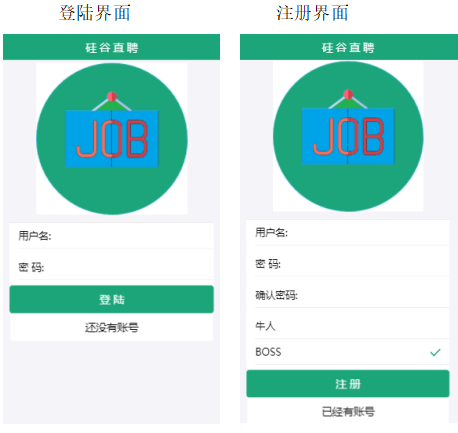 登陆界面
硅谷直聘
JOB
用户名:
密 码:
登 陆
还没有账号
注册界面
硅谷直聘
JOB
用户名:
密 码:
确认密码:
牛人
BOSS
注 册
已经有账号